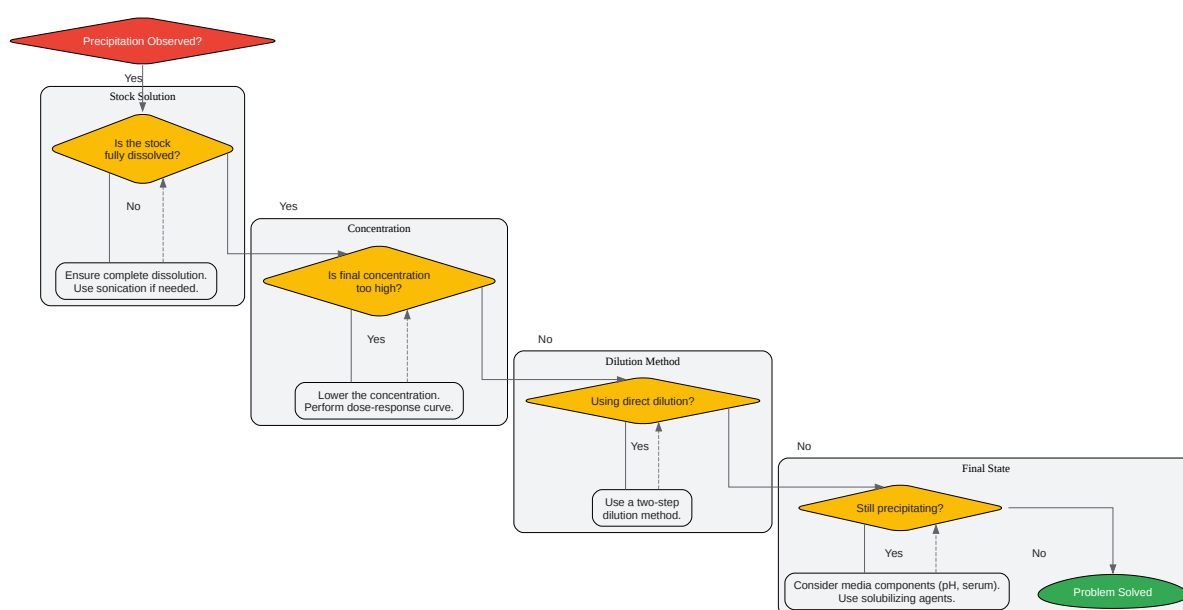 Precipitation Observed?
Yes
Stock Solution
Is the stock
fully dissolved?
No
Ensure complete dissolution.
Use sonication if needed.
Yes
Concentration
Is final concentration
too high?
Yes
Lower the concentration.
Perform dose-response curve.
No
Dilution Method
Using direct dilution?
Yes
Use a two-step
dilution method.
No
Final State
Still precipitating?
Yes
No
Consider media components (pH, serum).
Use solubilizing agents.
Problem Solved